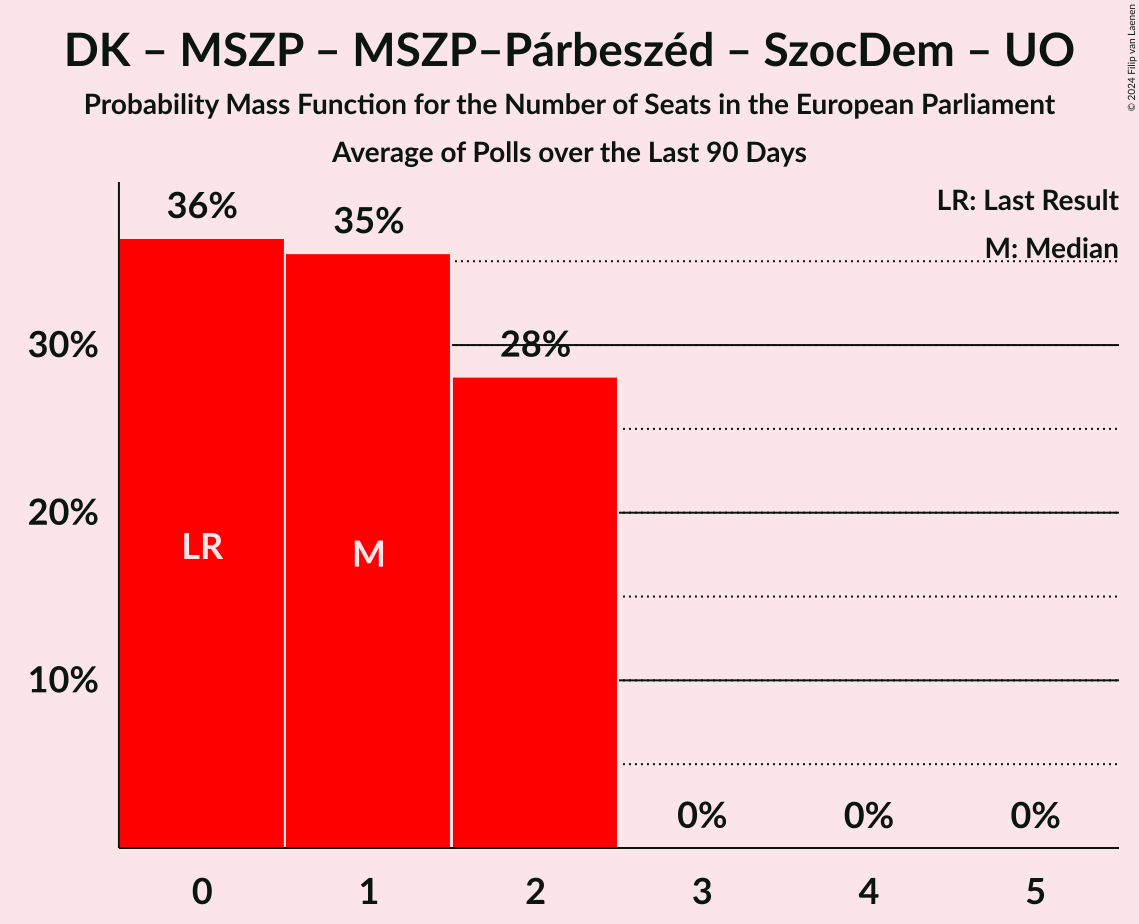 DK – MSZP – MSZP–Párbeszéd – SzocDem – UO
Probability Mass Function for the Number of Seats in the European Parliament
Average of Polls over the Last 90 Days
© 2024 Filip van Laenen
LR: Last Result
M: Median
36%
35%
28%
30%
20%
10%
LR
M
0%
0%
0%
0
1
2
3
4
5